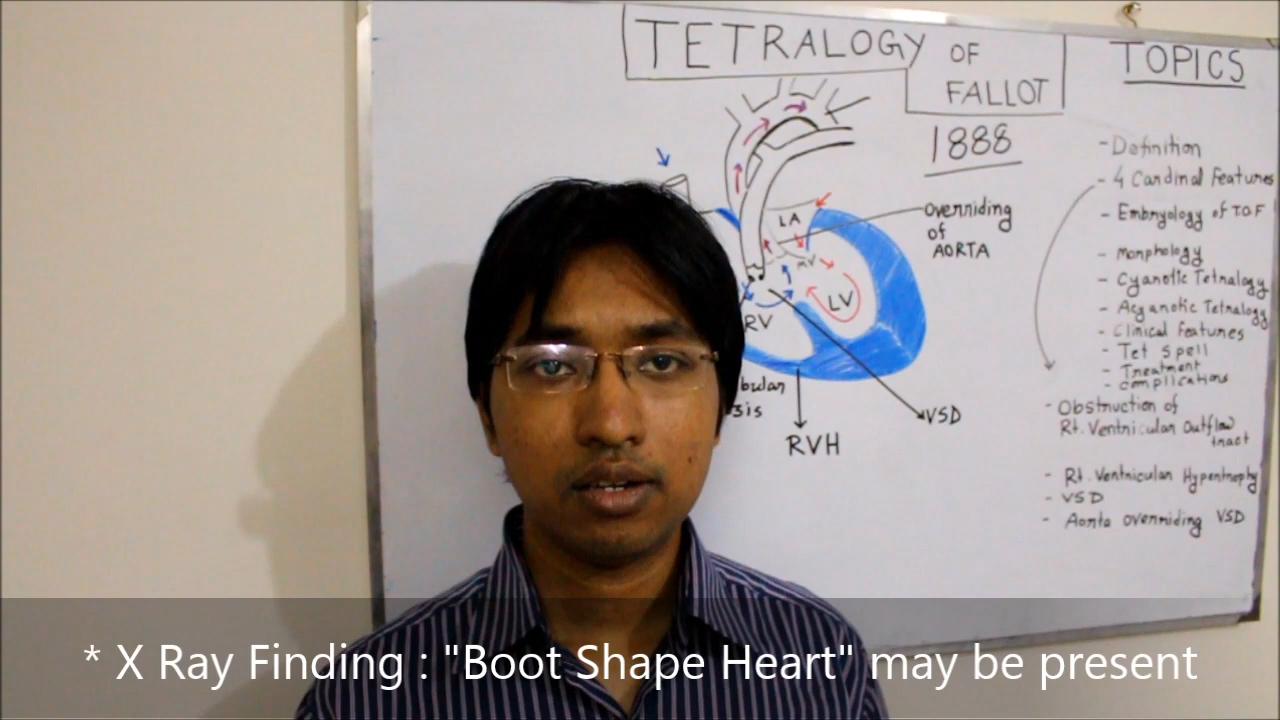 TETRALOGY OF
FALLOT
1888
LA
MV
LV
RV
Overriding
of
AORTA
VSD
RVH
TOPICS
- Definition
- 4 Cardinal Features
- Embryology of TOF
- Morphology
- Cyanotic Tetralogy
- Acyanotic Tetralogy
- Clinical features
- Tet spell
- Treatment
- complications
- Obstruction of
Rt. Ventricular Outflow
tract
- Rt. Ventricular Hypertrophy
- VSD
- Aorta overriding VSD
* X Ray Finding : "Boot Shape Heart" may be present